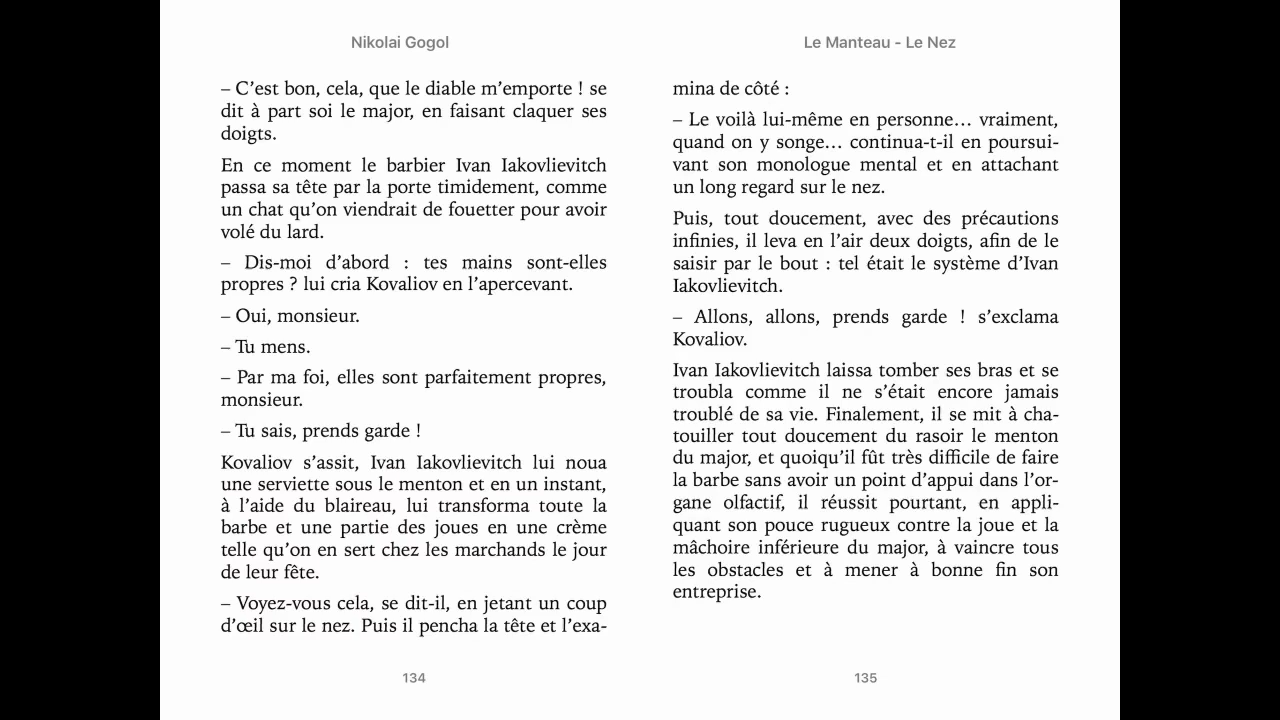 Nikolai Gogol
– C’est bon, cela, que le diable m’emporte ! se
dit à part soi le major, en faisant claquer ses
doigts.
En ce moment le barbier Ivan Iakovlievitch
passa sa tête par la porte timidement, comme
un chat qu’on viendrait de fouetter pour avoir
volé du lard.
– Dis-moi d’abord : tes mains sont-elles
propres ? lui cria Kovaliov en l’apercevant.
– Oui, monsieur.
– Tu mens.
– Par ma foi, elles sont parfaitement propres,
monsieur.
– Tu sais, prends garde !
Kovaliov s’assit, Ivan Iakovlievitch lui noua
une serviette sous le menton et en un instant,
à l’aide du blaireau, lui transforma toute la
barbe et une partie des joues en une crème
telle qu’on en sert chez les marchands le jour
de leur fête.
– Voyez-vous cela, se dit-il, en jetant un coup
d’œil sur le nez. Puis il pencha la tête et l’exa-
134
Le Manteau - Le Nez
mina de côté :
– Le voilà lui-même en personne… vraiment,
quand on y songe… continua-t-il en poursui-
vant son monologue mental et en attachant
un long regard sur le nez.
Puis, tout doucement, avec des précautions
infinies, il leva en l’air deux doigts, afin de le
saisir par le bout : tel était le système d’Ivan
Iakovlievitch.
– Allons, allons, prends garde ! s’exclama
Kovaliov.
Ivan Iakovlievitch laissa tomber ses bras et se
troubla comme il ne s’était encore jamais
troublé de sa vie. Finalement, il se mit à cha-
touiller tout doucement du rasoir le menton
du major, et quoiqu’il fût très difficile de faire
la barbe sans avoir un point d’appui dans l’or-
gane olfactif, il réussit pourtant, en appli-
quant son pouce rugueux contre la joue et la
mâchoire inférieure du major, à vaincre tous
les obstacles et à mener à bonne fin son
entreprise.
135